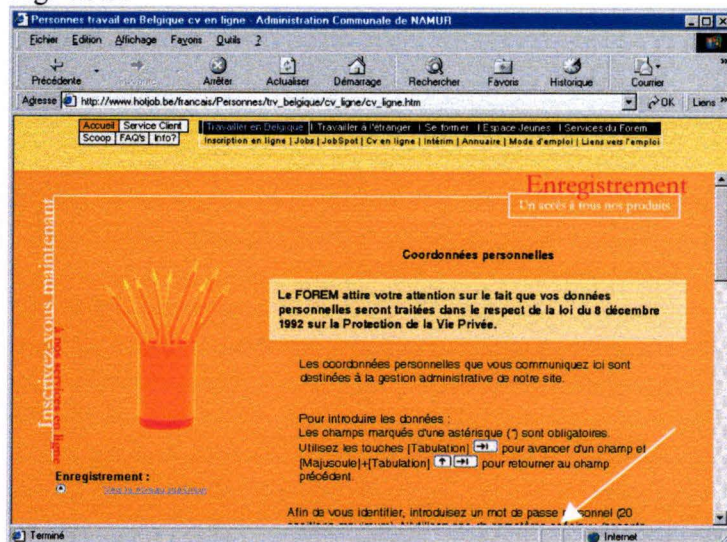 Personnes travail en Belgique cv en ligne - Administration Communale de NAMUR
Fichier Edition Affichage Favoris Outils ?
Précédente Arrêter Actualiser Démarrage Rechercher Favoris Historique Courrier
Adresse http://www.hotjob.be/francais/Personnes/trv_belgique/cv_ligne/cv_ligne.htm OK Liens
Accueil Service Client Travailler en Belgique | Travailler à l'étranger | Se former | Espace Jeunes | Services du Forem
Scoop FAQ's Info? Inscription en ligne | Jobs | JobSpot | Cv en ligne | Intérim | Annuaire | Mode d'emploi | Liens vers l'emploi
Enregistrement
Un accès à tous nos produits
Inscrivez-vous maintenant
A nos services en ligne
Coordonnées personnelles
Le FOREM attire votre attention sur le fait que vos données
personnelles seront traitées dans le respect de la loi du 8 décembre
1992 sur la Protection de la Vie Privée.
Les coordonnées personnelles que vous communiquez ici sont
destinées à la gestion administrative de notre site.
Pour introduire les données :
Les champs marqués d'une astérisque (*) sont obligatoires.
Utilisez les touches [Tabulation] pour avancer d'un champ et
[Majuscule]+[Tabulation] pour retourner au champ
précédent.
Enregistrement :
Afin de vous identifier, introduisez un mot de passe personnel (20
Terminé Internet